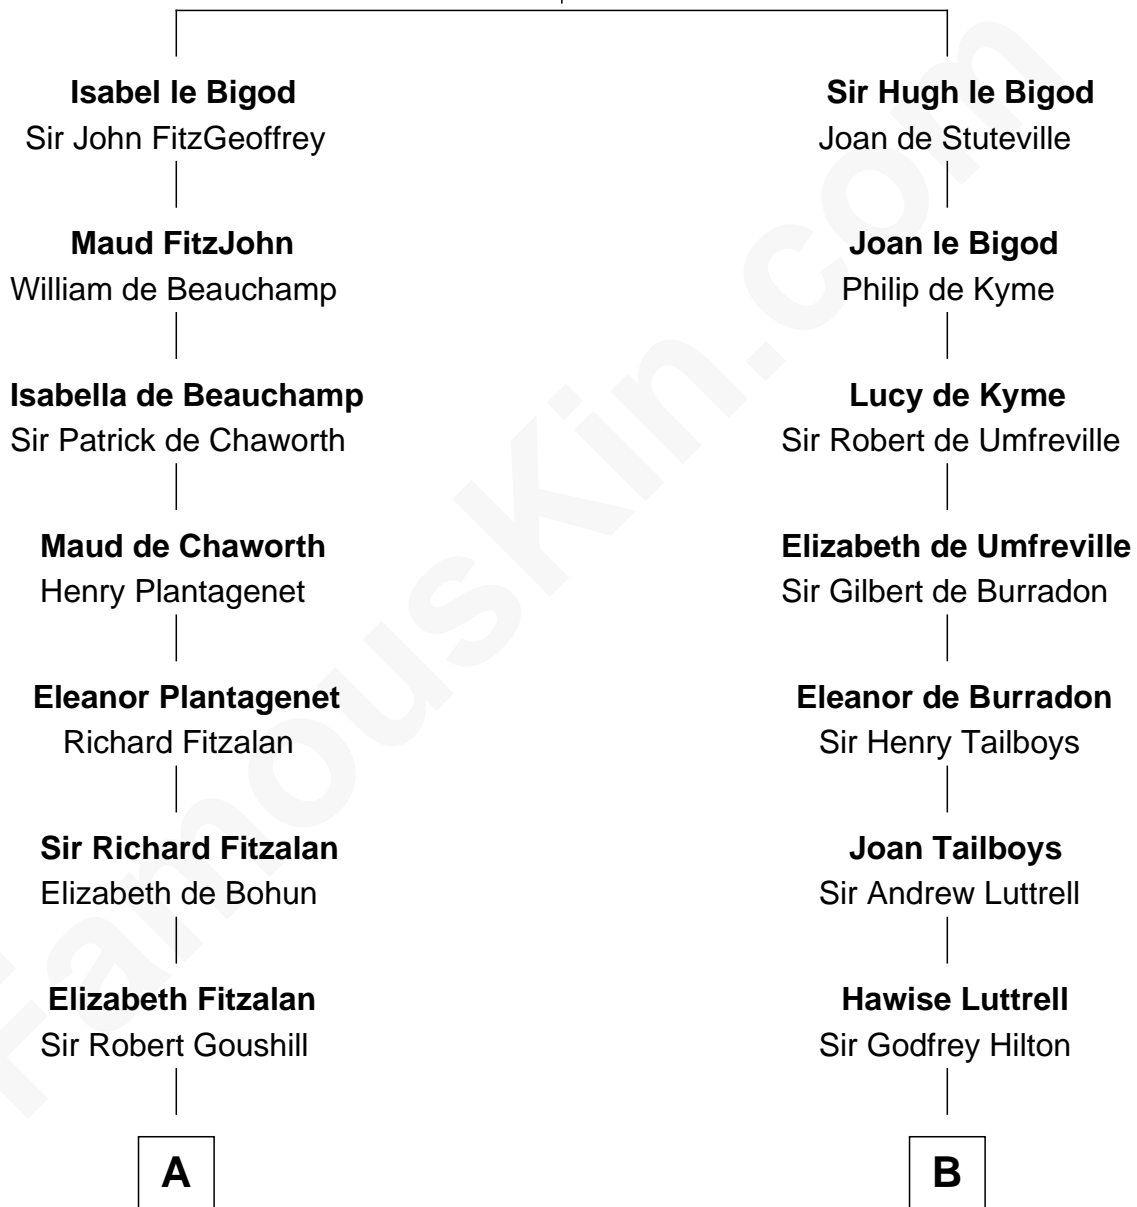 Isabel le Bigod
Sir John FitzGeoffrey
Maud FitzJohn
William de Beauchamp
Isabella de Beauchamp
Sir Patrick de Chaworth
Maud de Chaworth
Henry Plantagenet
Eleanor Plantagenet
Richard Fitzalan
Sir Richard Fitzalan
Elizabeth de Bohun
Elizabeth Fitzalan
Sir Robert Goushill
A
Sir Hugh le Bigod
Joan de Stuteville
Joan le Bigod
Philip de Kyme
Lucy de Kyme
Sir Robert de Umfreville
Elizabeth de Umfreville
Sir Gilbert de Burradon
Eleanor de Burradon
Sir Henry Tailboys
Joan Tailboys
Sir Andrew Luttrell
Hawise Luttrell
Sir Godfrey Hilton
B
FamousKin.com